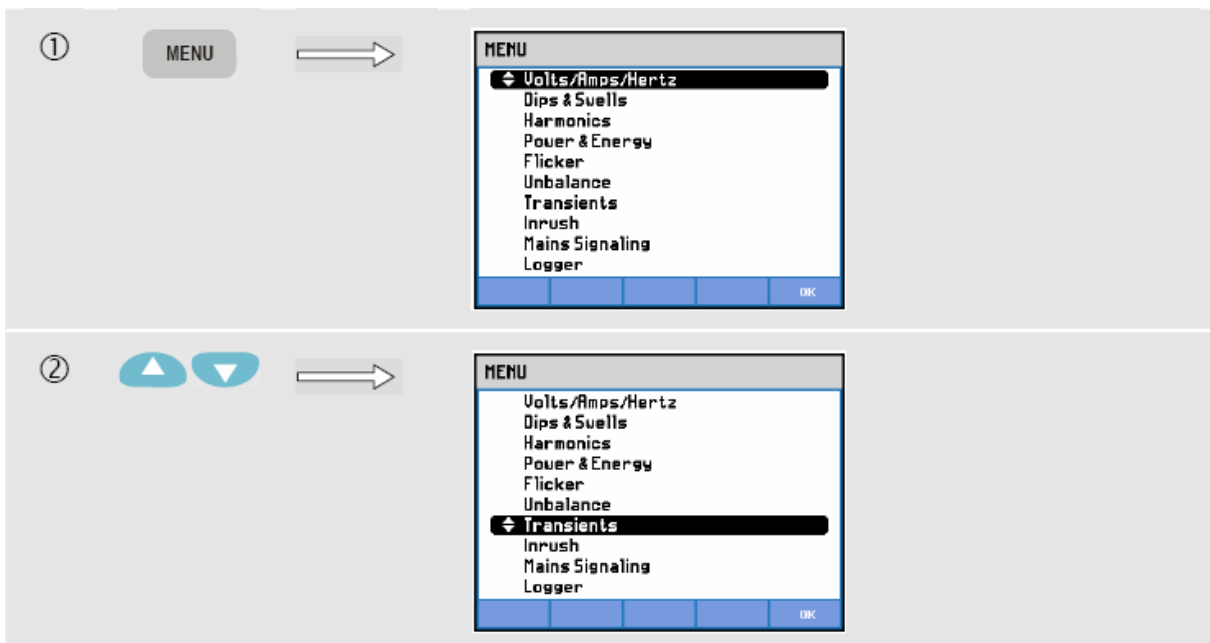 ①
MENU
MENU
Volts/Amps/Hertz
Dips & Swells
Harmonics
Power & Energy
Flicker
Unbalance
Transients
Inrush
Mains Signaling
Logger
OK
②
MENU
Volts/Amps/Hertz
Dips & Swells
Harmonics
Power & Energy
Flicker
Unbalance
Transients
Inrush
Mains Signaling
Logger
OK